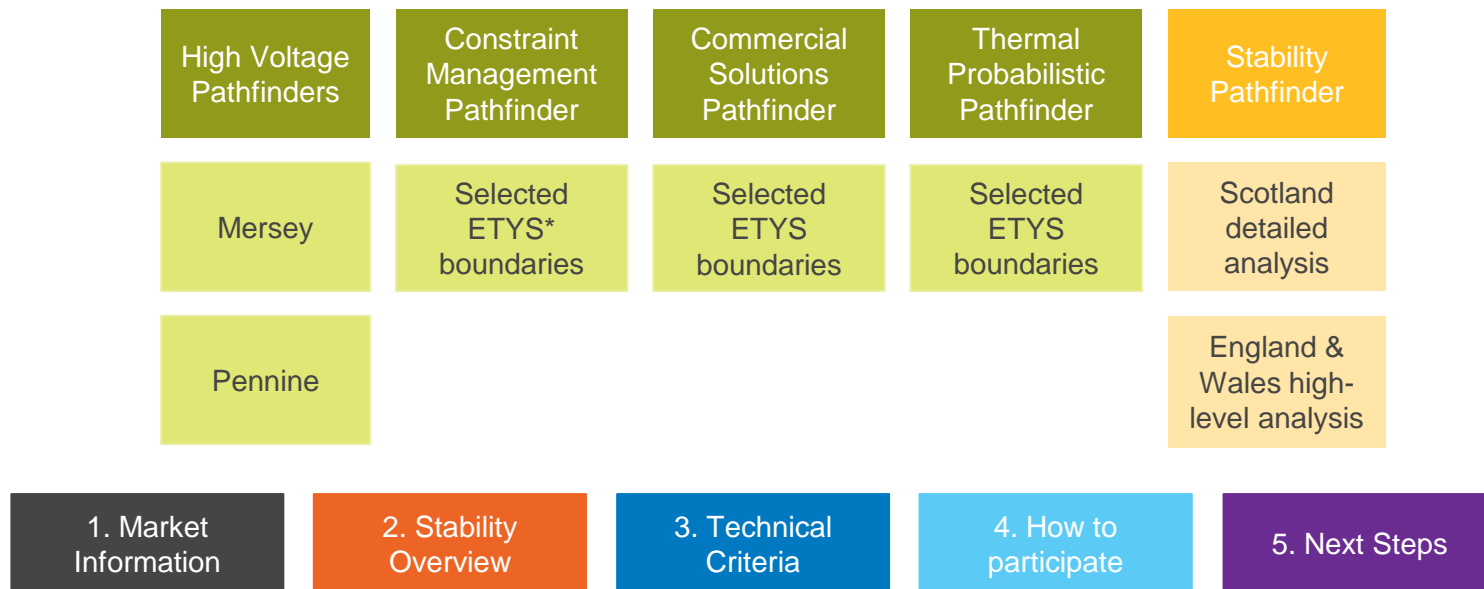 High Voltage
Pathfinders
Constraint
Management
Pathfinder
Commercial
Solutions
Pathfinder
Thermal
Probabilistic
Pathfinder
Stability
Pathfinder
Mersey
Selected
ETYS*
boundaries
Selected
ETYS
boundaries
Selected
ETYS
boundaries
Scotland
detailed
analysis
Pennine
England &
Wales high-
level analysis
1. Market
Information
2. Stability
Overview
3. Technical
Criteria
4. How to
participate
5. Next Steps